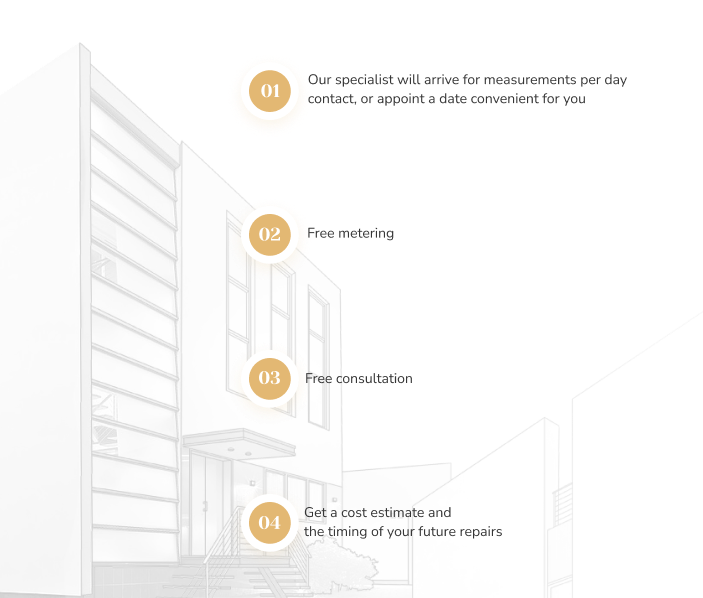 01
Our specialist will arrive for measurements per day
contact, or appoint a date convenient for you
02
Free metering
03
Free consultation
04
Get a cost estimate and
the timing of your future repairs